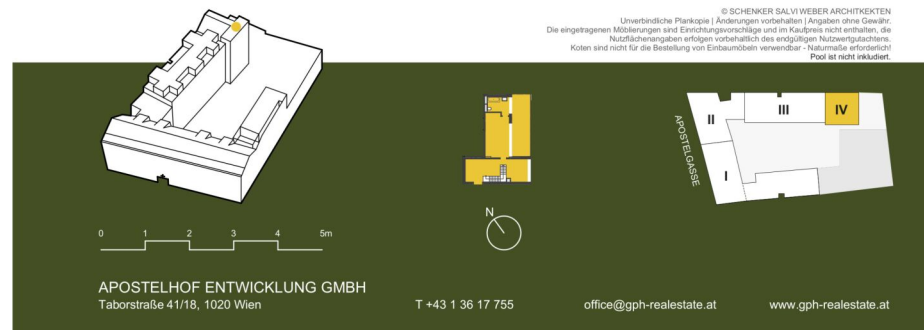 © SCHENKER SALVI WEBER ARCHITKEKTEN
Unverbindliche Plankopie | Änderungen vorbehalten | Angaben ohne Gewähr.
Die eingetragenen Möblierungen sind Einrichtungsvorschläge und im Kaufpreis nicht enthalten, die
Nutzflächenangaben erfolgen vorbehaltlich des endgültigen Nutzwertgutachtens.
Koten sind nicht für die Bestellung von Einbaumöbeln verwendbar - Naturmaße erforderlich!
Pool ist nicht inkludiert.
II
III
IV
I
APOSTELGASSE
N
0 1 2 3 4 5m
APOSTELHOF ENTWICKLUNG GMBH
Taborstraße 41/18, 1020 Wien
T +43 1 36 17 755
office@gph-realestate.at
www.gph-realestate.at